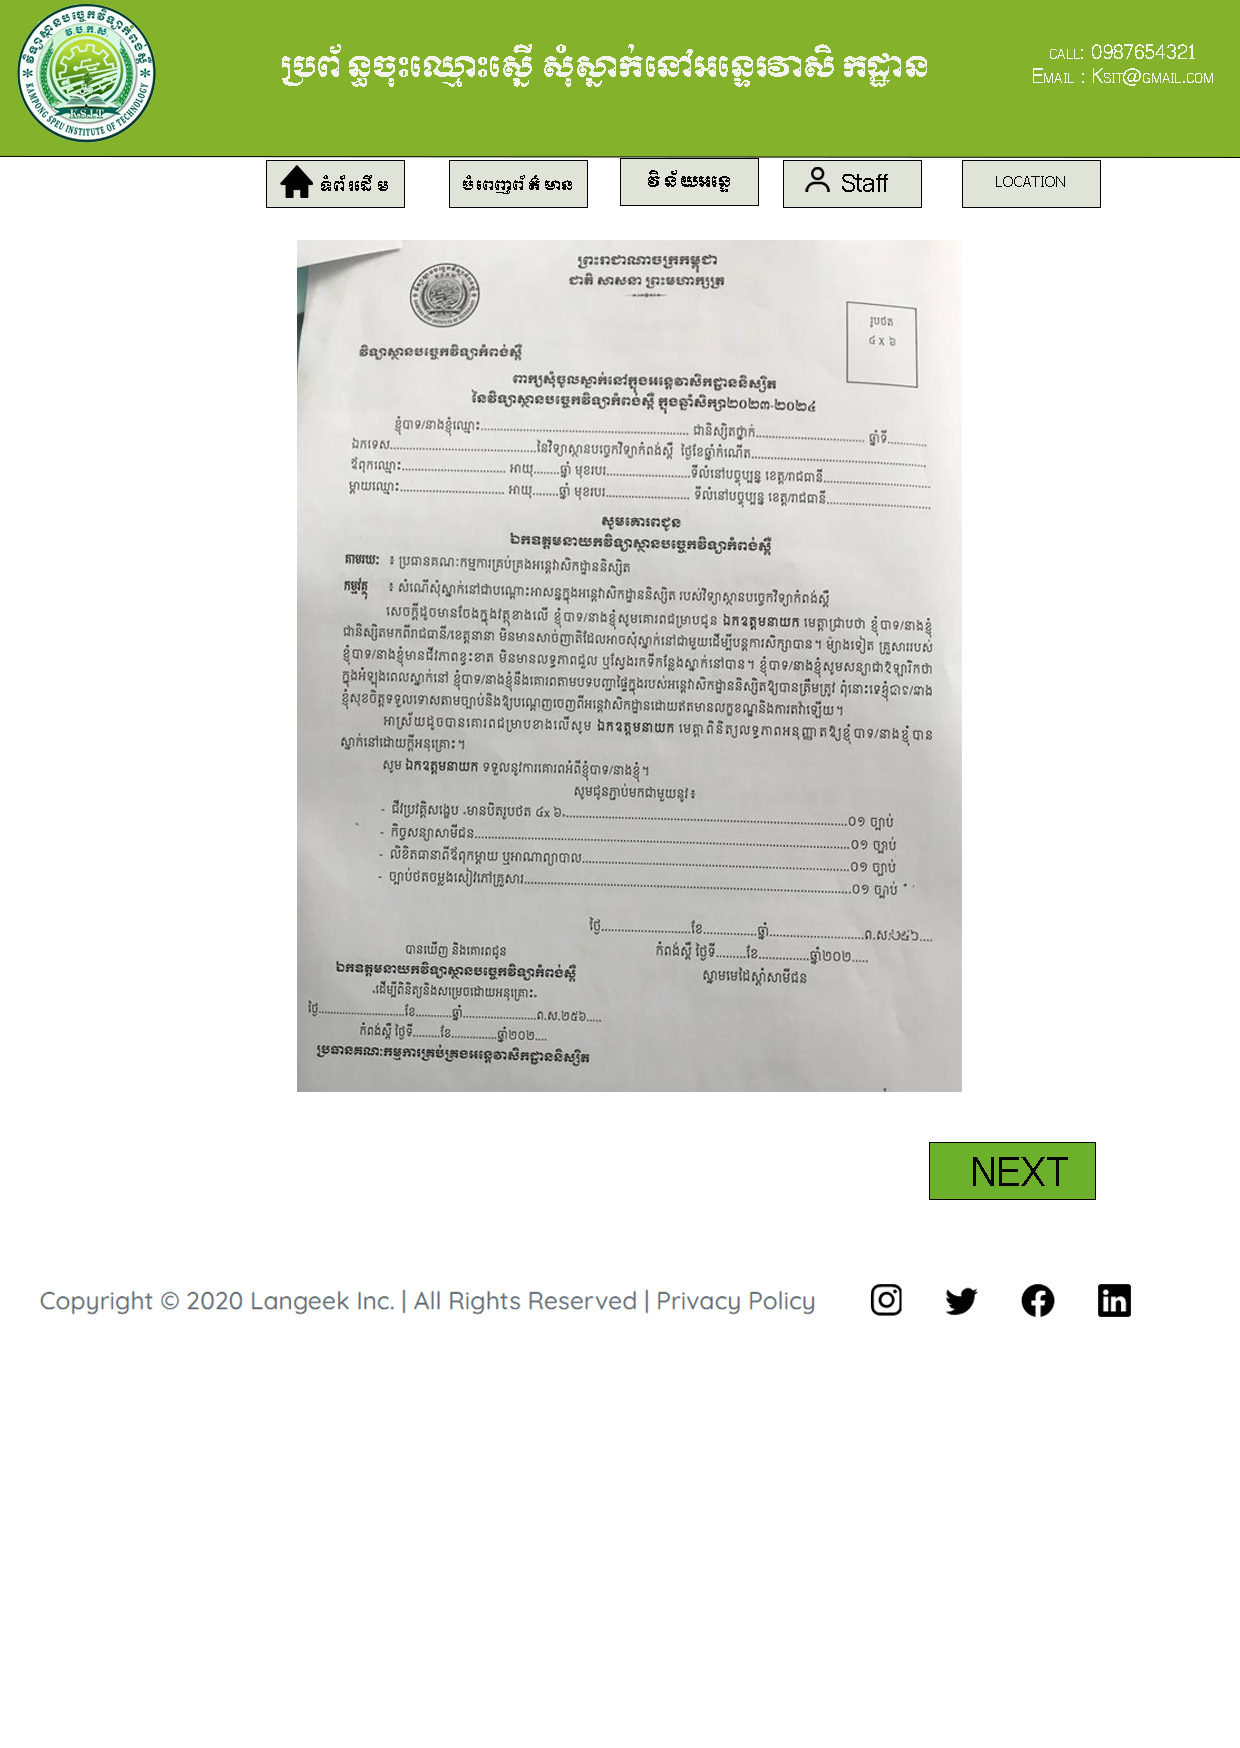 វិទ្យាស្ថានបច្ចេកវិទ្យាកំពង់ស្ពឺ
វ.ប.ក.ស
K.S.I.T
KAMPONG SPEU INSTITUTE OF TECHNOLOGY
ប្រព័ន្ធចុះឈ្មោះស្នើសុំស្នាក់នៅអន្ទេរវាសិកដ្ឋាន
CALL: 0987654321
EMAIL : KSIT@GMAIL.COM
ទំព័រដើម
បំពេញព័ត៌មាន
វិន័យអន្ទេ
Staff
LOCATION
ព្រះរាជាណាចក្រកម្ពុជា
ជាតិ សាសនា ព្រះមហាក្សត្រ
រូបថត
៤ x ៦
វិទ្យាស្ថានបច្ចេកវិទ្យាកំពង់ស្ពឺ
ពាក្យសុំចូលស្នាក់នៅក្នុងអន្តេវាសិកដ្ឋាននិស្សិត
នៃវិទ្យាស្ថានបច្ចេកវិទ្យាកំពង់ស្ពឺ ក្នុងឆ្នាំសិក្សា២០២៣-២០២៤
ខ្ញុំបាទ/នាងខ្ញុំឈ្មោះ.................... ជានិស្សិតថ្នាក់.................... ឆ្នាំទី..........
ឯកទេស....................នៃវិទ្យាស្ថានបច្ចេកវិទ្យាកំពង់ស្ពឺ ថ្ងៃខែឆ្នាំកំណើត....................
ឪពុកឈ្មោះ.................... អាយុ........ឆ្នាំ មុខរបរ....................ទីលំនៅបច្ចុប្បន្ន ខេត្ត/រាជធានី....................
ម្តាយឈ្មោះ.................... អាយុ........ឆ្នាំ មុខរបរ.................... ទីលំនៅបច្ចុប្បន្ន ខេត្ត/រាជធានី....................
សូមគោរពជូន
ឯកឧត្តមនាយកវិទ្យាស្ថានបច្ចេកវិទ្យាកំពង់ស្ពឺ
តាមរយៈ ៖ ប្រធានគណៈកម្មការគ្រប់គ្រងអន្តេវាសិកដ្ឋាននិស្សិត
កម្មវត្ថុ ៖ សំណើសុំស្នាក់នៅជាបណ្តោះអាសន្នក្នុងអន្តេវាសិកដ្ឋាននិស្សិត របស់វិទ្យាស្ថានបច្ចេកវិទ្យាកំពង់ស្ពឺ
សេចក្តីដូចមានចែងក្នុងវត្ថុខាងលើ ខ្ញុំបាទ/នាងខ្ញុំសូមគោរពជម្រាបជូន ឯកឧត្តមនាយក មេត្តាជ្រាបថា ខ្ញុំបាទ/នាងខ្ញុំ
ជានិស្សិតមកពីរាជធានី/ខេត្តនានា មិនមានសាច់ញាតិដែលអាចសុំស្នាក់នៅជាមួយដើម្បីបន្តការសិក្សាបាន។ ម៉្យាងទៀត គ្រួសាររបស់
ខ្ញុំបាទ/នាងខ្ញុំមានជីវភាពខ្វះខាត មិនមានលទ្ធភាពជួល ឬស្វែងរកទីកន្លែងស្នាក់នៅបាន។ ខ្ញុំបាទ/នាងខ្ញុំសូមសន្យាជាឱឡារិកថា
ក្នុងអំឡុងពេលស្នាក់នៅ ខ្ញុំបាទ/នាងខ្ញុំនឹងគោរពតាមបទបញ្ជាផ្ទៃក្នុងរបស់អន្តេវាសិកដ្ឋាននិស្សិតឱ្យបានត្រឹមត្រូវ ពុំនោះទេខ្ញុំបាទ/នាង
ខ្ញុំសុខចិត្តទទួលទោសតាមច្បាប់និងឱ្យបណ្តេញចេញពីអន្តេវាសិកដ្ឋានដោយឥតមានលក្ខខណ្ឌនិងការតវ៉ាឡើយ។
អាស្រ័យដូចបានគោរពជម្រាបខាងលើសូម ឯកឧត្តមនាយក មេត្តាពិនិត្យលទ្ធភាពអនុញ្ញាតឱ្យខ្ញុំបាទ/នាងខ្ញុំបាន
ស្នាក់នៅដោយក្តីអនុគ្រោះ។
សូម ឯកឧត្តមនាយក ទទួលនូវការគោរពអំពីខ្ញុំបាទ/នាងខ្ញុំ។
សូមជូនភ្ជាប់មកជាមួយនូវ៖
- ជីវប្រវត្តិសង្ខេប មានបិតរូបថត ៤x ៦....................០១ ច្បាប់
- កិច្ចសន្យាសាមីជន....................០១ ច្បាប់
- លិខិតធានាពីឪពុកម្តាយ ឬអាណាព្យាបាល....................០១ ច្បាប់
- ច្បាប់ថតចម្លងសៀវភៅគ្រួសារ....................០១ ច្បាប់
ថ្ងៃ....................ខែ...............ឆ្នាំ....................ព.ស.២៥៦....
បានឃើញ និងគោរពជូន
កំពង់ស្ពឺ ថ្ងៃទី.........ខែ...............ឆ្នាំ២០២.....
ឯកឧត្តមនាយកវិទ្យាស្ថានបច្ចេកវិទ្យាកំពង់ស្ពឺ
ស្នាមមេដៃស្តាំសាមីជន
ដើម្បីពិនិត្យនិងសម្រេចដោយអនុគ្រោះ
ថ្ងៃ....................ខែ...........ឆ្នាំ....................ព.ស.២៥៦.....
កំពង់ស្ពឺ ថ្ងៃទី.........ខែ...............ឆ្នាំ២០២....
ប្រធានគណៈកម្មការគ្រប់គ្រងអន្តេវាសិកដ្ឋាននិស្សិត
NEXT
Copyright © 2020 Langeek Inc. | All Rights Reserved | Privacy Policy